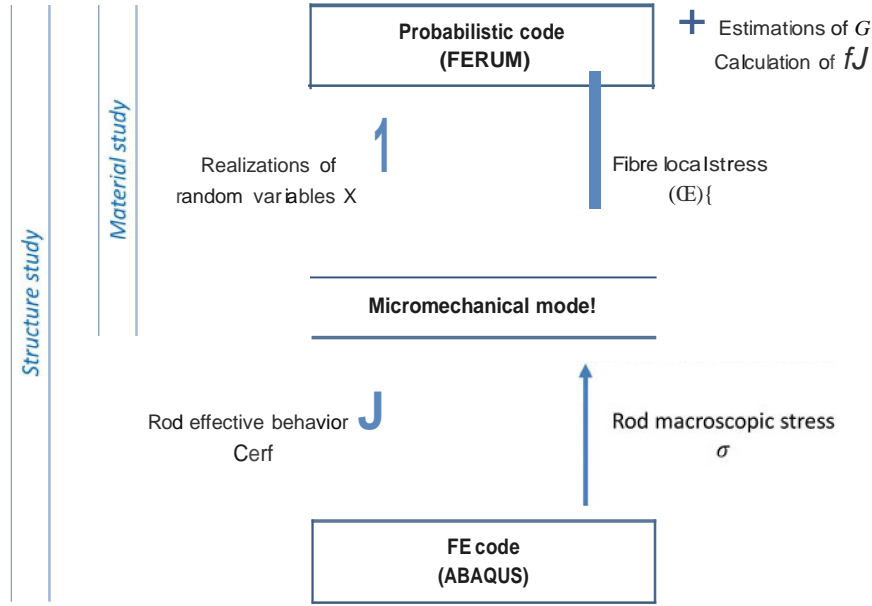 Probabilistic code
(FERUM)
+ Estimations of G
Calculation of fJ
Realizations of
random variables X
1
Fibre localstress
(Œ){
Material study
Structure study
Micromechanical mode!
Rod effective behavior J
Cerf
Rod macroscopic stress
σ
FE code
(ABAQUS)